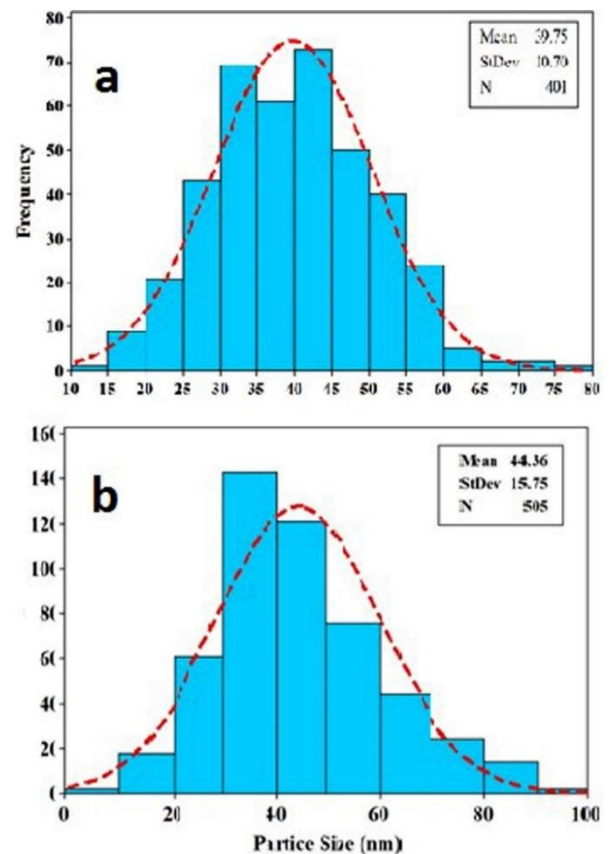 80
70
60
50
40
30
20
10
0
Frequency
a
Mean 39.75
StDev 10.70
N 401
10 15 20 25 30 35 40 45 50 55 60 65 70 75 80
160
140
120
100
80
60
40
20
0
b
Mean 44.36
StDev 15.75
N 505
0 20 40 60 80 100
Partice Size (nm)